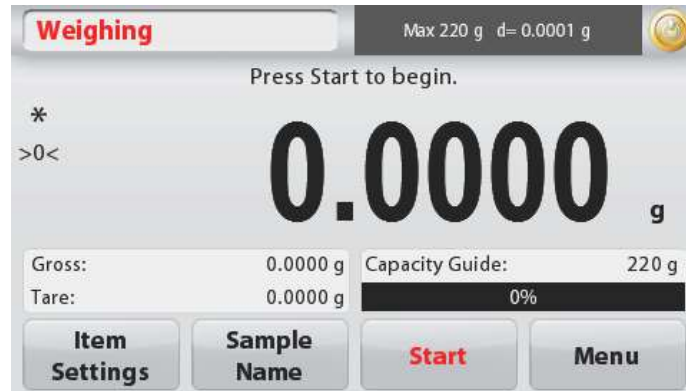 Weighing
Max 220 g d= 0.0001 g
Press Start to begin.
*
>0<
0.0000 g
Gross: 0.0000 g
Tare: 0.0000 g
Capacity Guide: 220 g
0%
Item
Settings
Sample
Name
Start
Menu